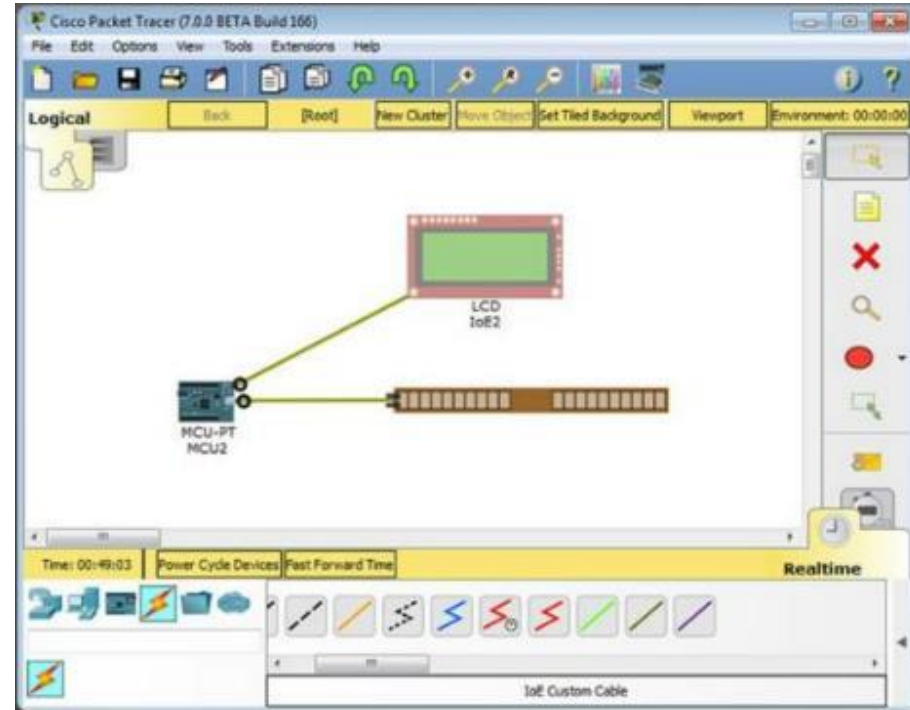 Cisco Packet Tracer (7.0.0 BETA Build 166)
File Edit Options View Tools Extensions Help
Logical Back [Root] New Cluster Move Object Set Tiled Background Viewport Environment: 00:00:00
LCD
IoE2
MCU-PT
MCU2
Time: 00:49:03 Power Cycle Devices Fast Forward Time Realtime
IoE Custom Cable